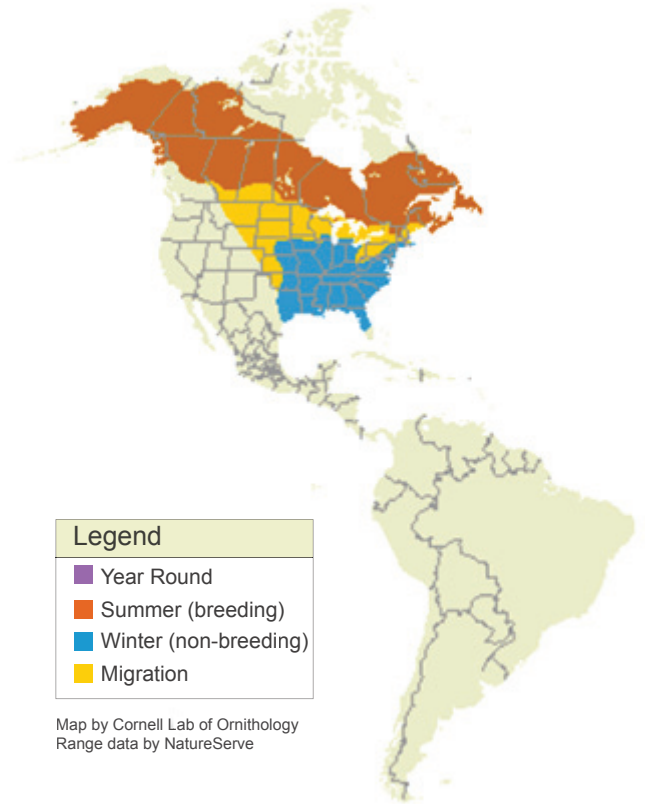 Legend
Year Round
Summer (breeding)
Winter (non-breeding)
Migration
Map by Cornell Lab of Ornithology
Range data by NatureServe